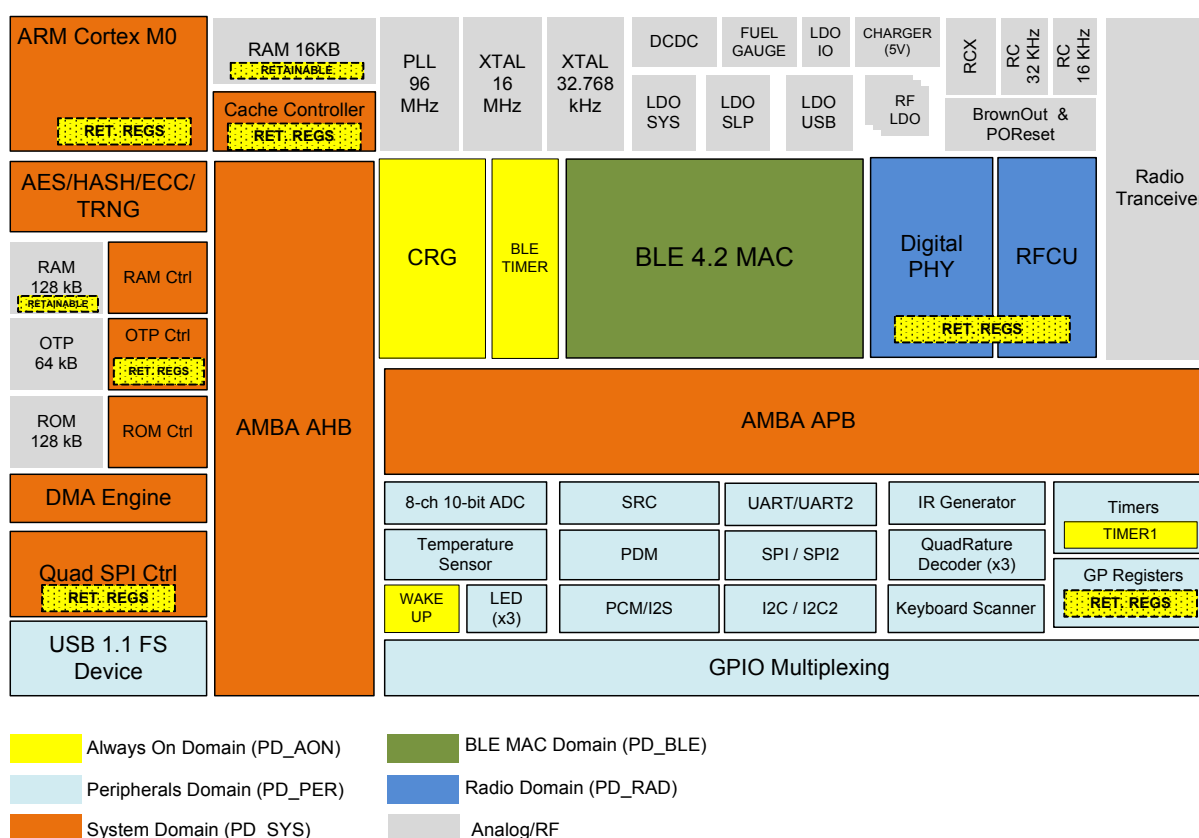 ARM Cortex M0
RET. REGS
RAM 16KB
RETAINABLE
Cache Controller
RET. REGS
PLL
96
MHz
XTAL
16
MHz
XTAL
32.768
kHz
DCDC
FUEL
GAUGE
LDO
IO
CHARGER
(5V)
RCX
RC
32 KHz
RC
16 KHz
LDO
SYS
LDO
SLP
LDO
USB
RF
LDO
BrownOut &
POReset
Radio
Tranceive
AES/HASH/ECC/
TRNG
RAM
128 kB
RETAINABLE
RAM Ctrl
OTP
64 kB
OTP Ctrl
RET. REGS
ROM
128 kB
ROM Ctrl
DMA Engine
Quad SPI Ctrl
RET. REGS
USB 1.1 FS
Device
AMBA AHB
CRG
BLE
TIMER
BLE 4.2 MAC
Digital
PHY
RFCU
RET. REGS
AMBA APB
8-ch 10-bit ADC
SRC
UART/UART2
IR Generator
Timers
TIMER1
Temperature
Sensor
PDM
SPI / SPI2
QuadRature
Decoder (x3)
GP Registers
RET. REGS
WAKE
UP
LED
(x3)
PCM/I2S
I2C / I2C2
Keyboard Scanner
GPIO Multiplexing
Always On Domain (PD_AON)
BLE MAC Domain (PD_BLE)
Peripherals Domain (PD_PER)
Radio Domain (PD_RAD)
System Domain (PD_SYS)
Analog/RF